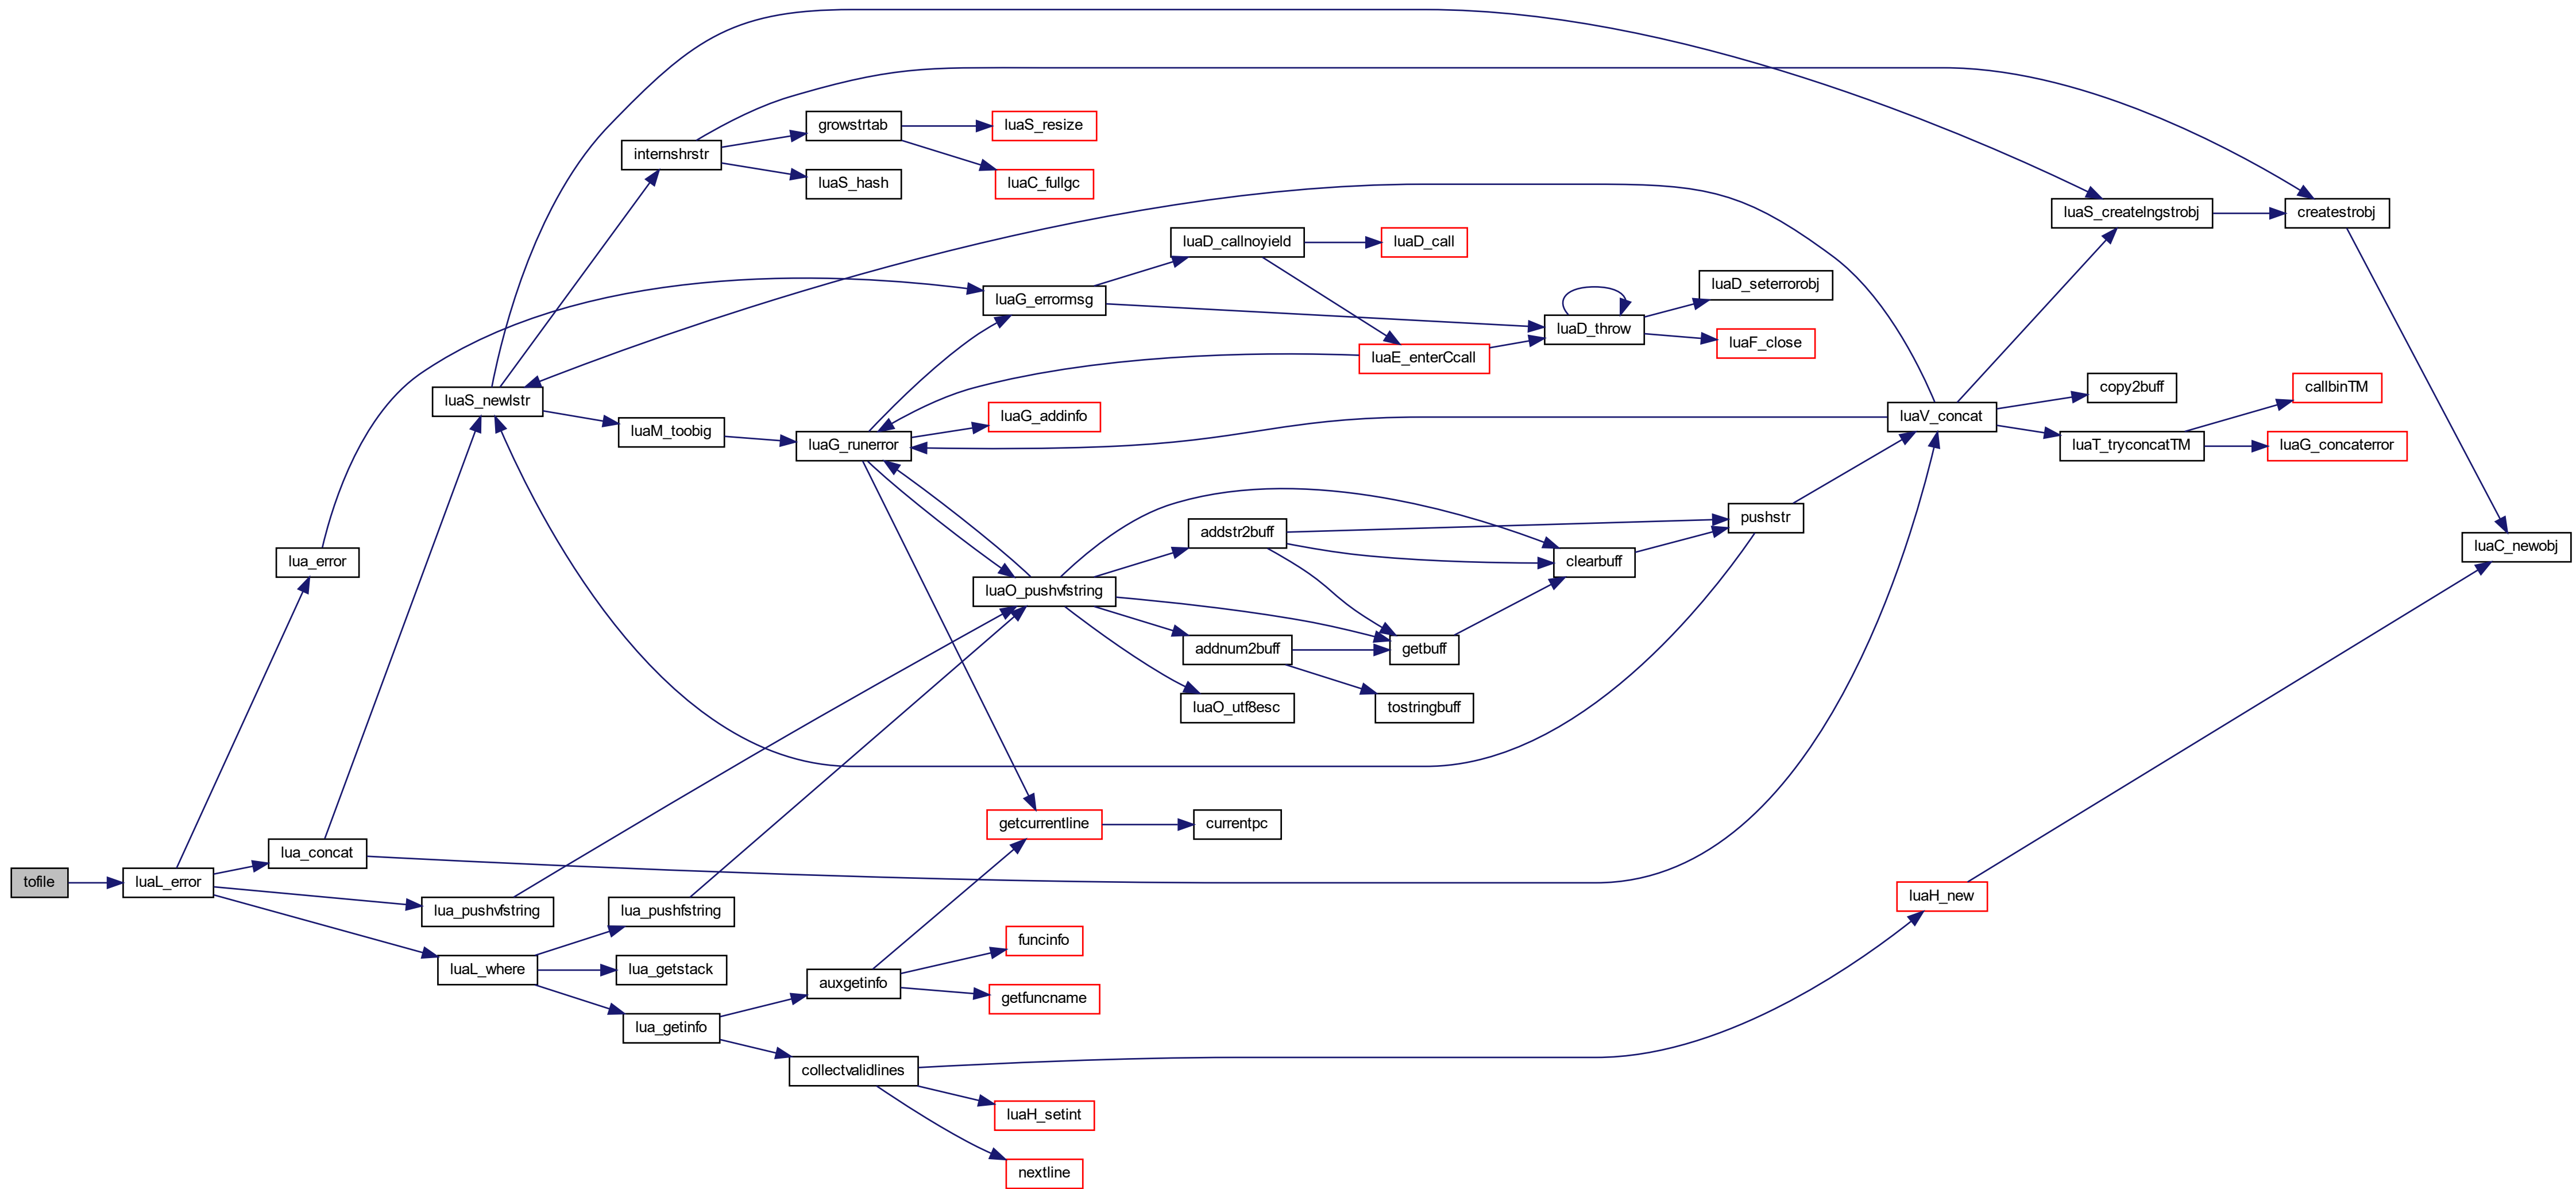 growstrtab
luaS_resize
internshrstr
luaS_hash
luaC_fullgc
luaS_createlngstrobj
createstrobj
luaD_callnoyield
luaD_call
luaG_errormsg
luaD_seterrorobj
luaD_throw
luaF_close
luaE_enterCcall
luaS_newlstr
luaM_toobig
luaG_runerror
luaG_addinfo
luaV_concat
copy2buff
callbinTM
luaT_tryconcatTM
luaG_concaterror
lua_error
luaO_pushvfstring
addstr2buff
pushstr
clearbuff
luaC_newobj
addnum2buff
getbuff
luaO_utf8esc
tostringbuff
getcurrentline
currentpc
tofile
luaL_error
lua_concat
lua_pushvfstring
lua_pushfstring
luaH_new
luaL_where
lua_getstack
funcinfo
auxgetinfo
getfuncname
lua_getinfo
collectvalidlines
luaH_setint
nextline